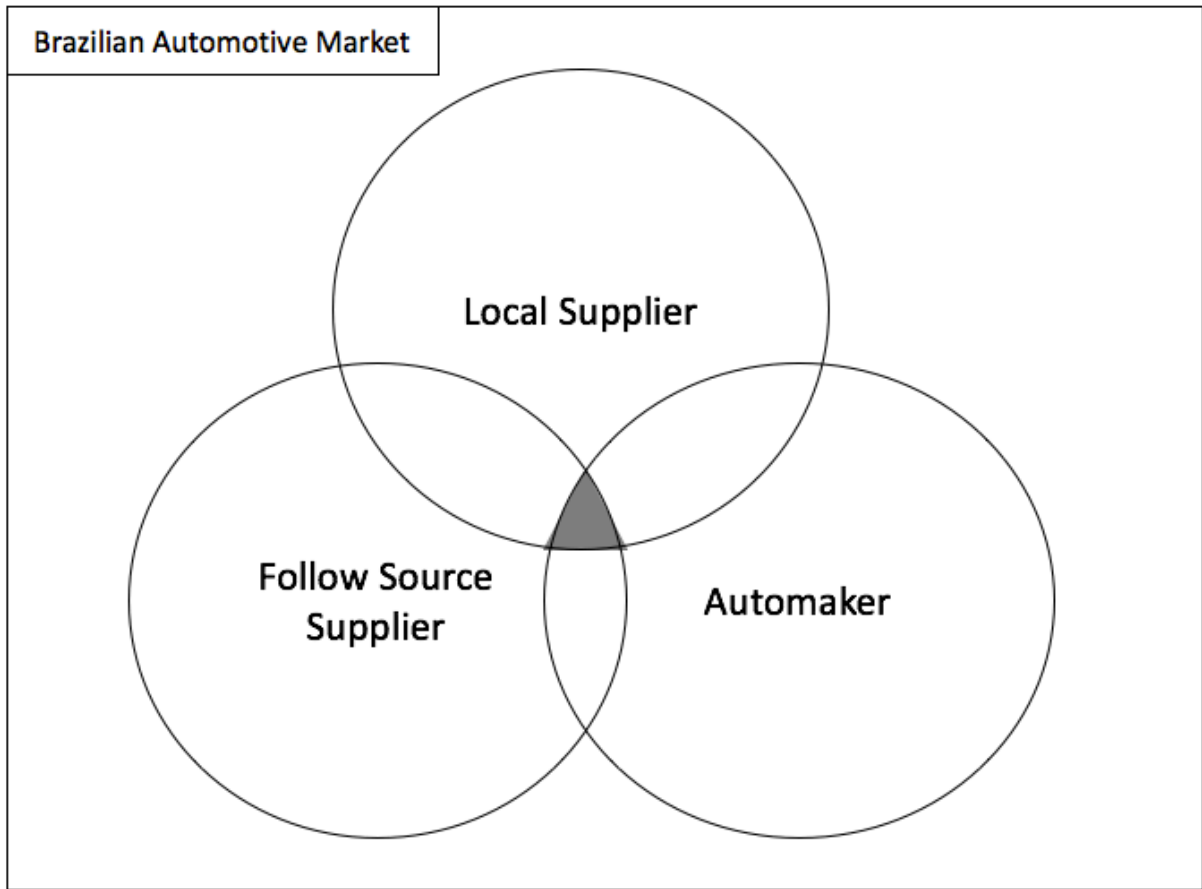 Brazilian Automotive Market
Local Supplier
Follow Source
Supplier
Automaker